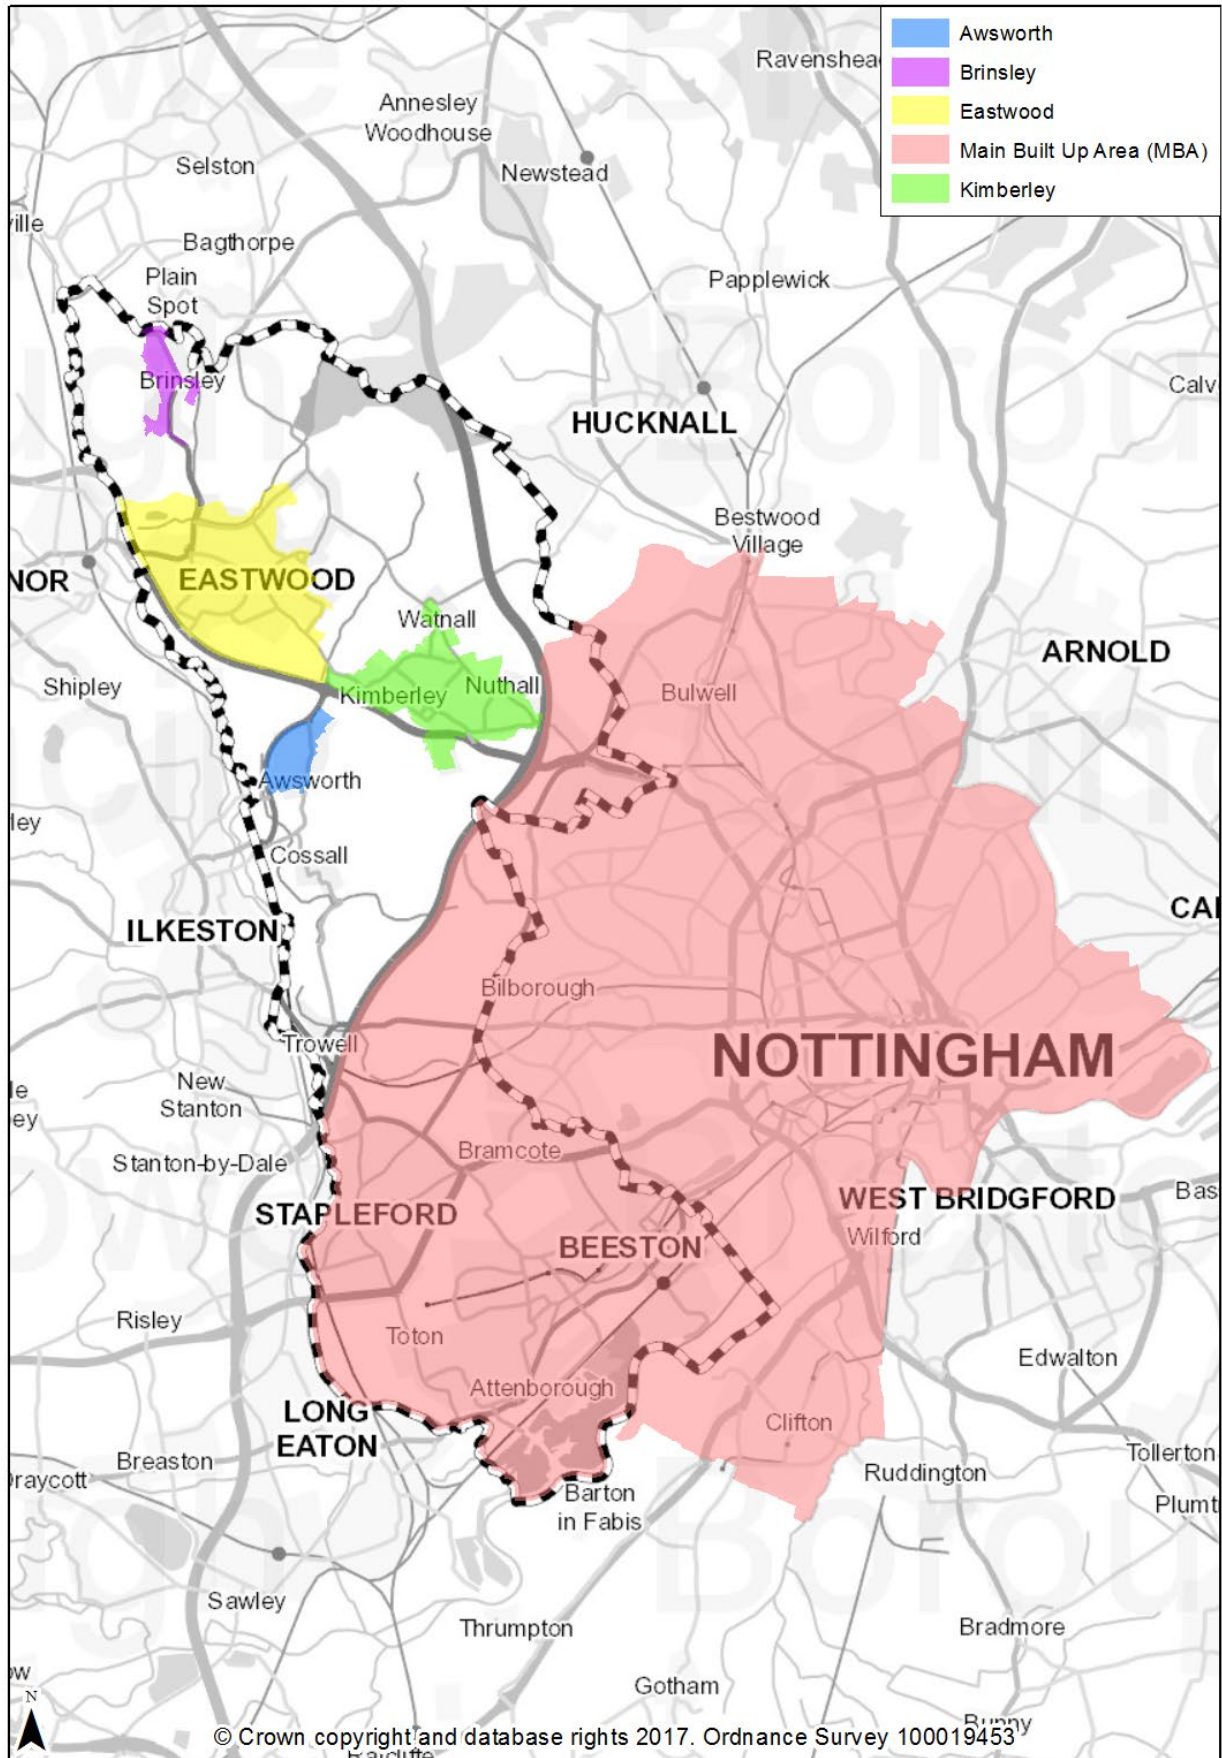 Awsworth
Brinsley
Eastwood
Main Built Up Area (MBA)
Kimberley
Annesley
Woodhouse
Selston
Newstead
Bagthorpe
Plain
Spot
Papplewick
Brinsley
HUCKNALL
Bestwood
Village
EASTWOOD
Watnall
ARNOLD
Shipley
Kimberley
Nuthall
Bulwell
Awsworth
Cossall
ILKESTON
Bilborough
Trowell
NOTTINGHAM
New
Stanton
Bramcote
Stanton-by-Dale
STAPLEFORD
WEST BRIDGFORD
Wilford
BEESTON
Risley
Toton
Edwalton
Attenborough
LONG
EATON
Clifton
Breaston
Tollerton
Ruddington
Barton
in Fabis
Sawley
Thrumpton
Bradmore
Gotham
N
Bunny
© Crown copyright and database rights 2017. Ordnance Survey 100019453